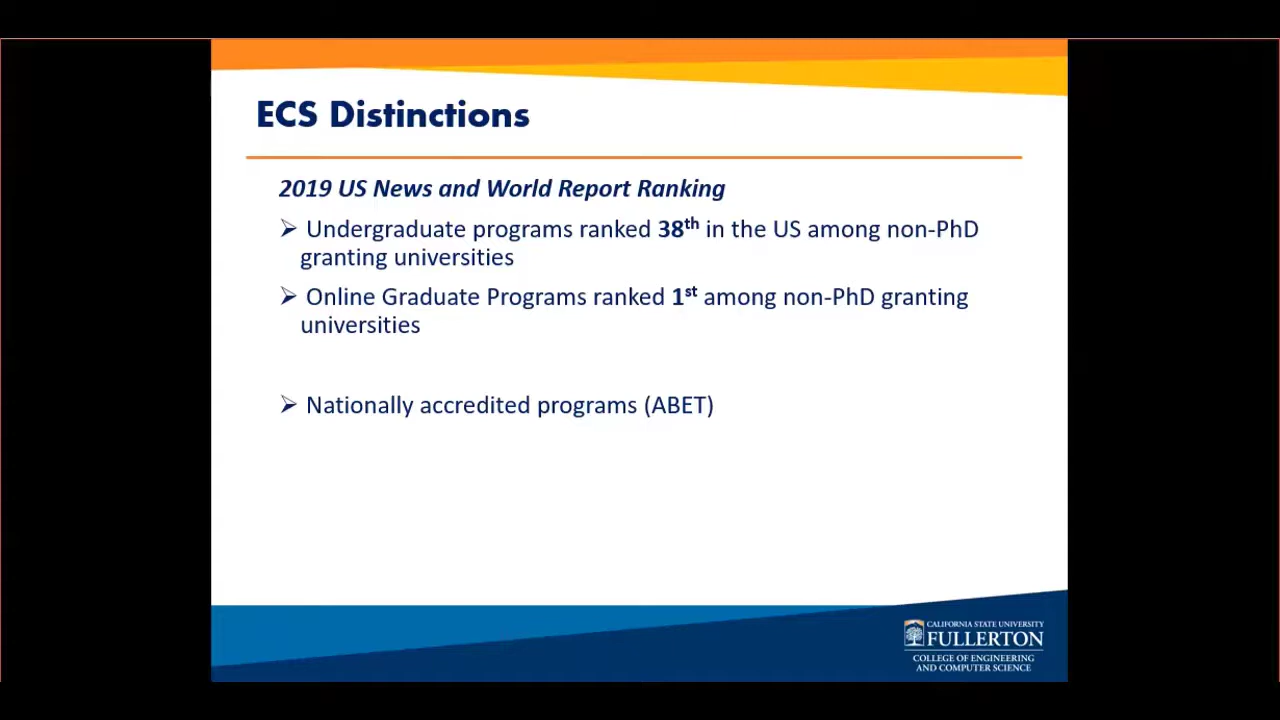 ECS Distinctions
2019 US News and World Report Ranking
➢ Undergraduate programs ranked 38th in the US among non-PhD
granting universities
➢ Online Graduate Programs ranked 1st among non-PhD granting
universities
➢ Nationally accredited programs (ABET)
CALIFORNIA STATE UNIVERSITY
FULLERTON
COLLEGE OF ENGINEERING
AND COMPUTER SCIENCE